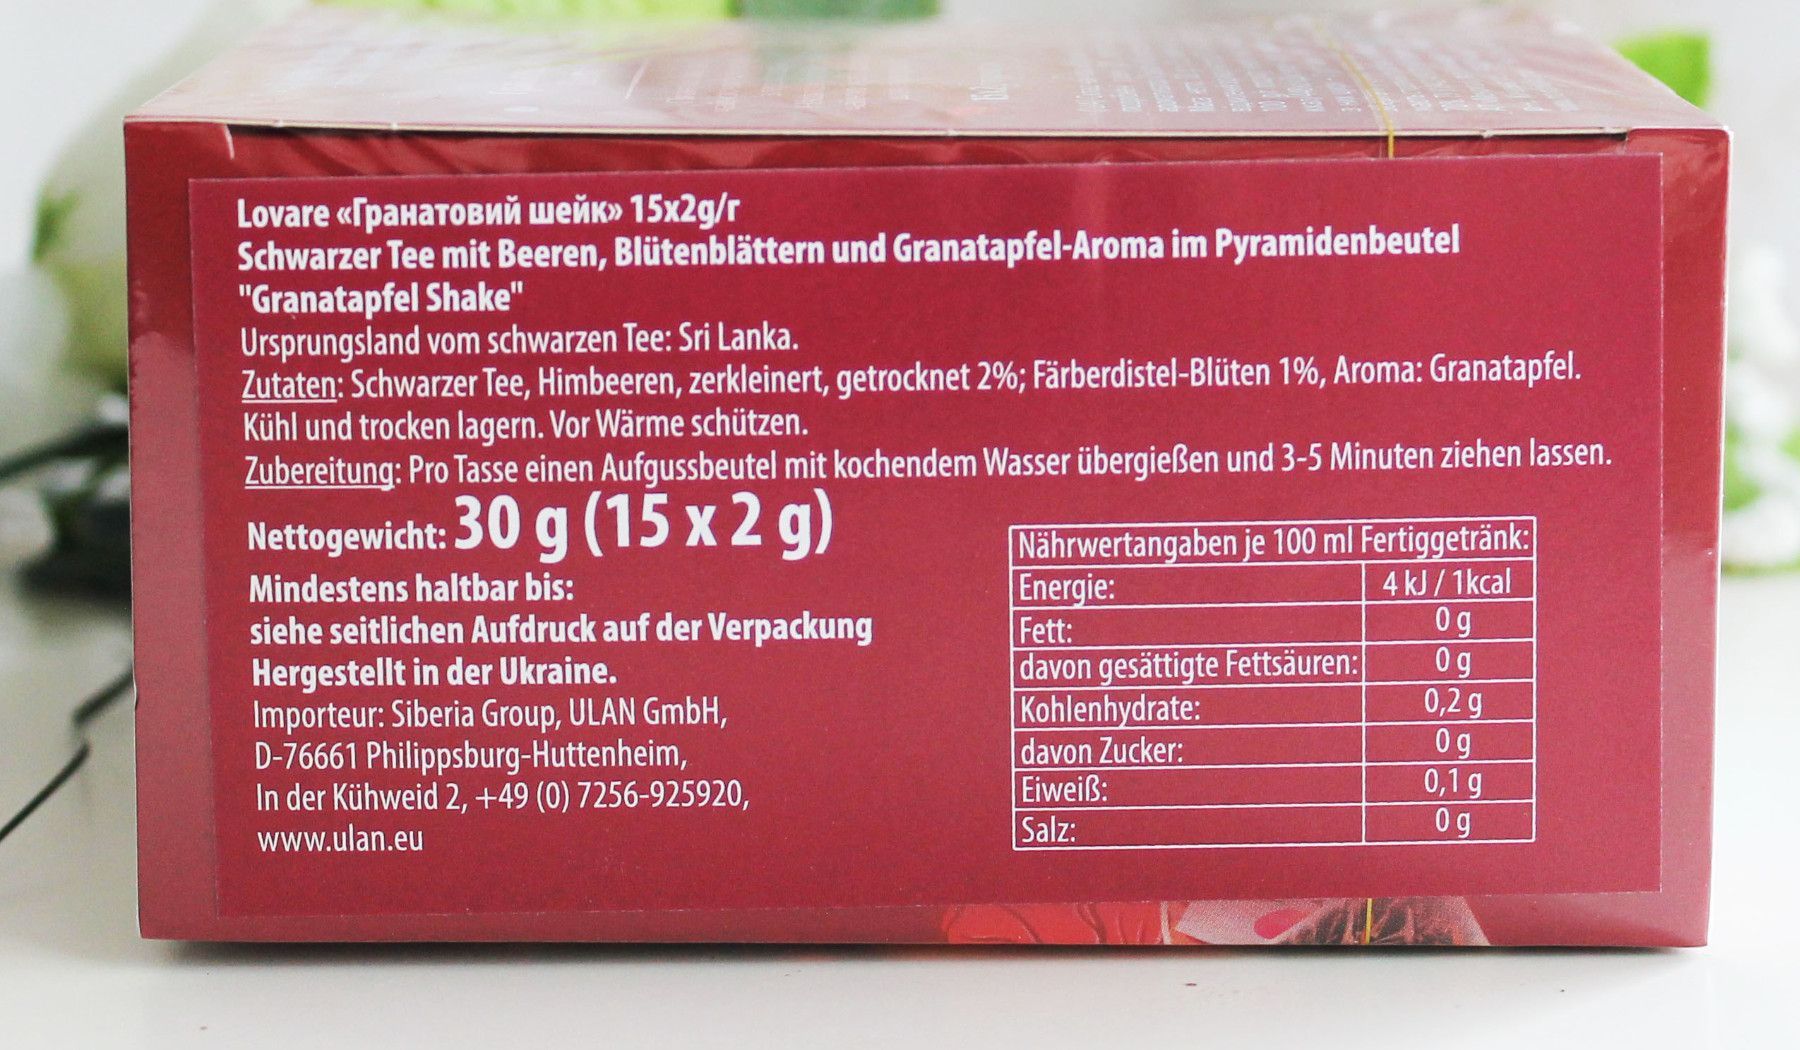 Lovare «Гранатовий шейк» 15x2g/г
Schwarzer Tee mit Beeren, Blütenblättern und Granatapfel-Aroma im Pyramidenbeutel
"Granatapfel Shake"
Ursprungsland vom schwarzen Tee: Sri Lanka.
Zutaten: Schwarzer Tee, Himbeeren, zerkleinert, getrocknet 2%; Färberdistel-Blüten 1%, Aroma: Granatapfel.
Kühl und trocken lagern. Vor Wärme schützen.
Zubereitung: Pro Tasse einen Aufgussbeutel mit kochendem Wasser übergießen und 3-5 Minuten ziehen lassen.
Nettogewicht: 30 g (15 x 2 g)
Mindestens haltbar bis:
siehe seitlichen Aufdruck auf der Verpackung
Hergestellt in der Ukraine.
Importeur: Siberia Group, ULAN GmbH,
D-76661 Philippsburg-Huttenheim,
In der Kühweid 2, +49 (0) 7256-925920,
www.ulan.eu
Nährwertangaben je 100 ml Fertiggetränk:
Energie: 4 kJ / 1kcal
Fett: 0 g
davon gesättigte Fettsäuren: 0 g
Kohlenhydrate: 0,2 g
davon Zucker: 0 g
Eiweiß: 0,1 g
Salz: 0 g